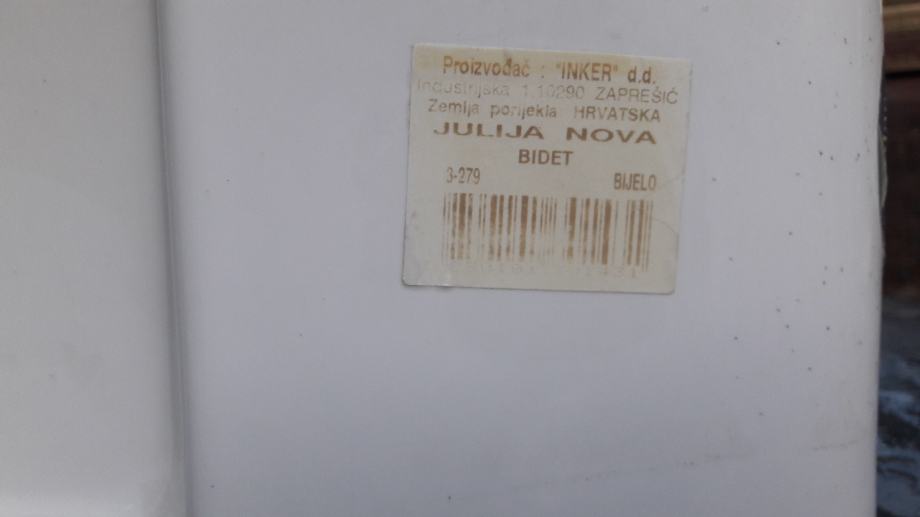 Proizvođač : "INKER" d.d.
Industrijska 1,10290 ZAPREŠIĆ
Zemlja porijekla HRVATSKA
JULIJA NOVA
BIDET
3-279 BIJELO